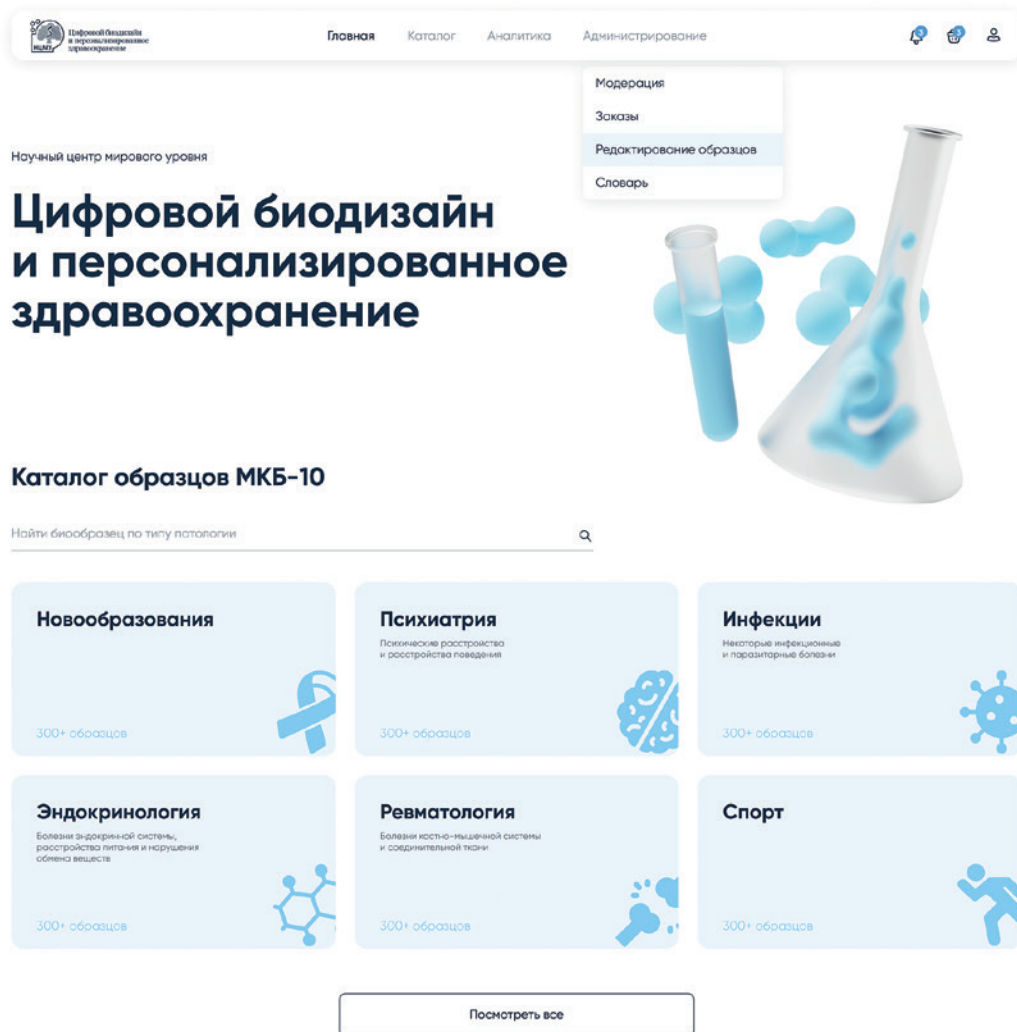 НЦМУ
Цифровой биодизайн
и персонализированное
здравоохранение
Главная Каталог Аналитика Администрирование
3 3
Модерация
Заказы
Редактирование образцов
Словарь
Научный центр мирового уровня
Цифровой биодизайн
и персонализированное
здравоохранение
Каталог образцов МКБ-10
Найти биообразец по типу патологии
Новообразования
300+ образцов
Психиатрия
Психические расстройства
и расстройства поведения
300+ образцов
Инфекции
Некоторые инфекционные
и паразитарные болезни
300+ образцов
Эндокринология
Болезни эндокринной системы,
расстройства питания и нарушения
обмена веществ
300+ образцов
Ревматология
Болезни костно-мышечной системы
и соединительной ткани
300+ образцов
Спорт
300+ образцов
Посмотреть все